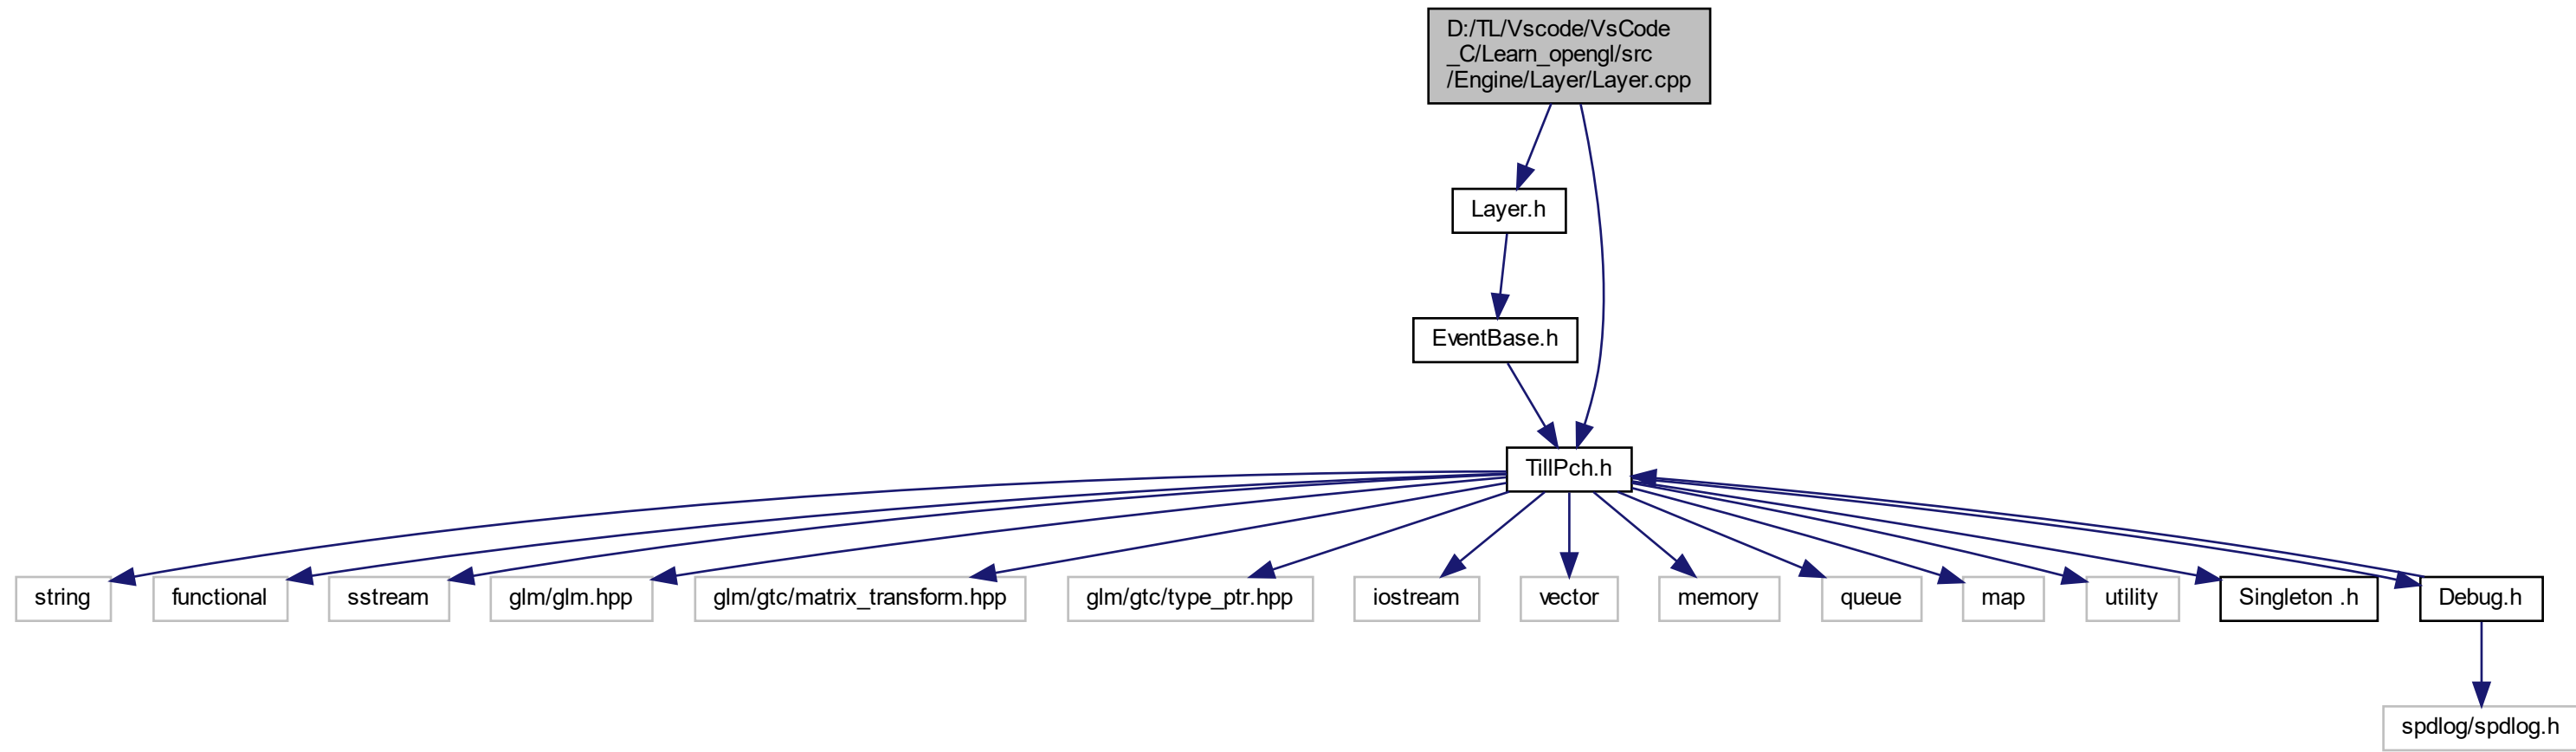 D:/TL/Vscode/VsCode
_C/Learn_opengl/src
/Engine/Layer/Layer.cpp
Layer.h
EventBase.h
TillPch.h
string
functional
sstream
glm/glm.hpp
glm/gtc/matrix_transform.hpp
glm/gtc/type_ptr.hpp
iostream
vector
memory
queue
map
utility
Singleton .h
Debug.h
spdlog/spdlog.h